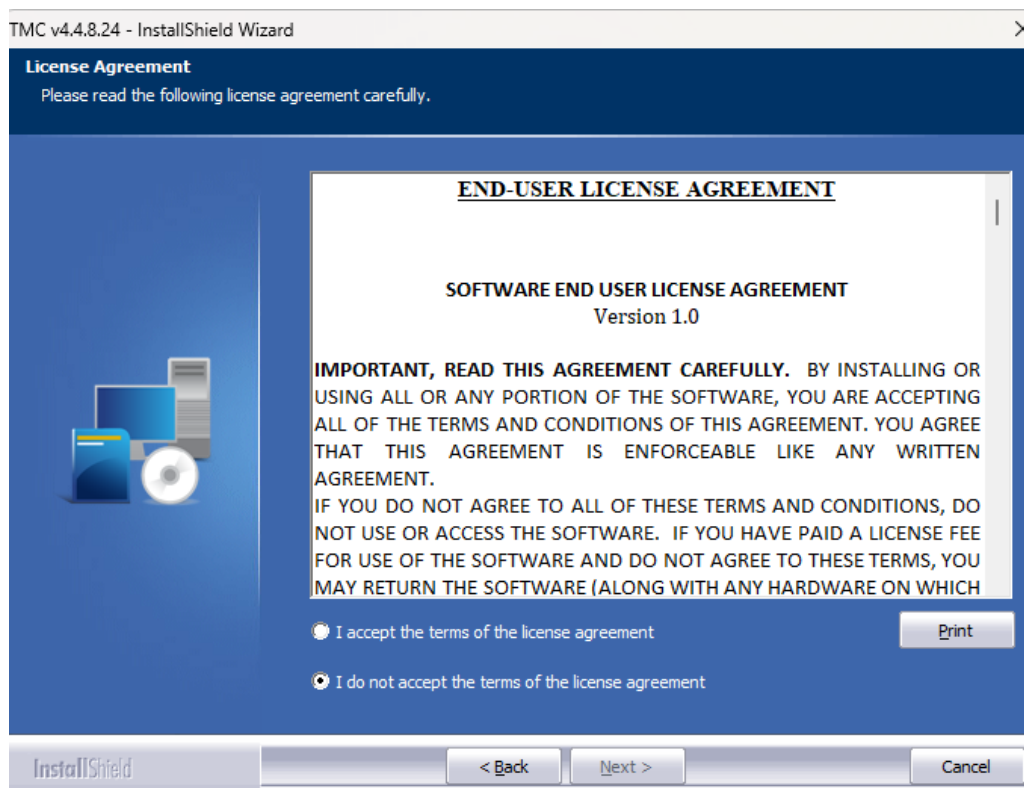 TMC v4.4.8.24 - InstallShield Wizard
License Agreement
Please read the following license agreement carefully.
END-USER LICENSE AGREEMENT
SOFTWARE END USER LICENSE AGREEMENT
Version 1.0
IMPORTANT, READ THIS AGREEMENT CAREFULLY. BY INSTALLING OR
USING ALL OR ANY PORTION OF THE SOFTWARE, YOU ARE ACCEPTING
ALL OF THE TERMS AND CONDITIONS OF THIS AGREEMENT. YOU AGREE
THAT THIS AGREEMENT IS ENFORCEABLE LIKE ANY WRITTEN
AGREEMENT.
IF YOU DO NOT AGREE TO ALL OF THESE TERMS AND CONDITIONS, DO
NOT USE OR ACCESS THE SOFTWARE. IF YOU HAVE PAID A LICENSE FEE
FOR USE OF THE SOFTWARE AND DO NOT AGREE TO THESE TERMS, YOU
MAY RETURN THE SOFTWARE (ALONG WITH ANY HARDWARE ON WHICH
I accept the terms of the license agreement
Print
I do not accept the terms of the license agreement
InstallShield
< Back
Next >
Cancel